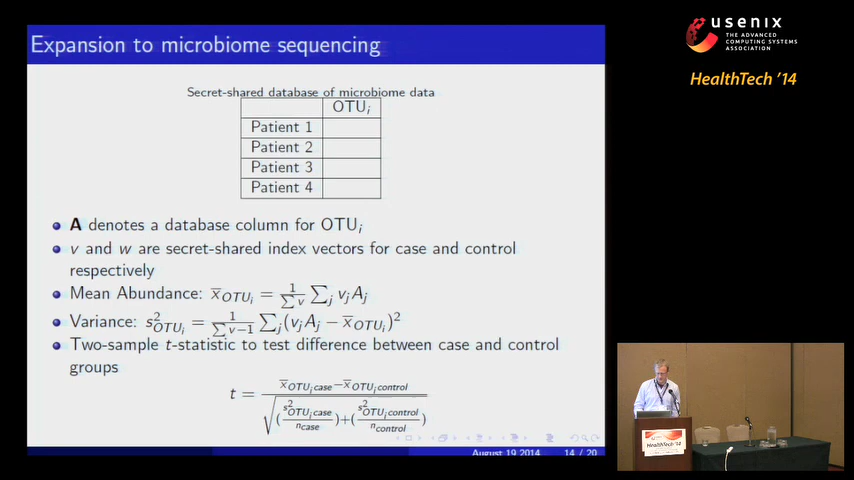 Expansion to microbiome sequencing
usenix
THE ADVANCED
COMPUTING SYSTEMS
ASSOCIATION
HealthTech '14
Secret-shared database of microbiome data
OTU_i
Patient 1
Patient 2
Patient 3
Patient 4
A denotes a database column for OTU_i
v and w are secret-shared index vectors for case and control
respectively
Mean Abundance: x̅_OTU_i = 1/∑v ∑_j v_j A_j
Variance: s²_OTU_i = 1/(∑v−1) ∑_j (v_j A_j − x̅_OTU_i)²
Two-sample t-statistic to test difference between case and control
groups
t = (x̅_OTU_i case − x̅_OTU_i control) / √((s²_OTU_i case / n_case)+(s²_OTU_i control / n_control))
August 19 2014 14 / 20
HealthTech '14